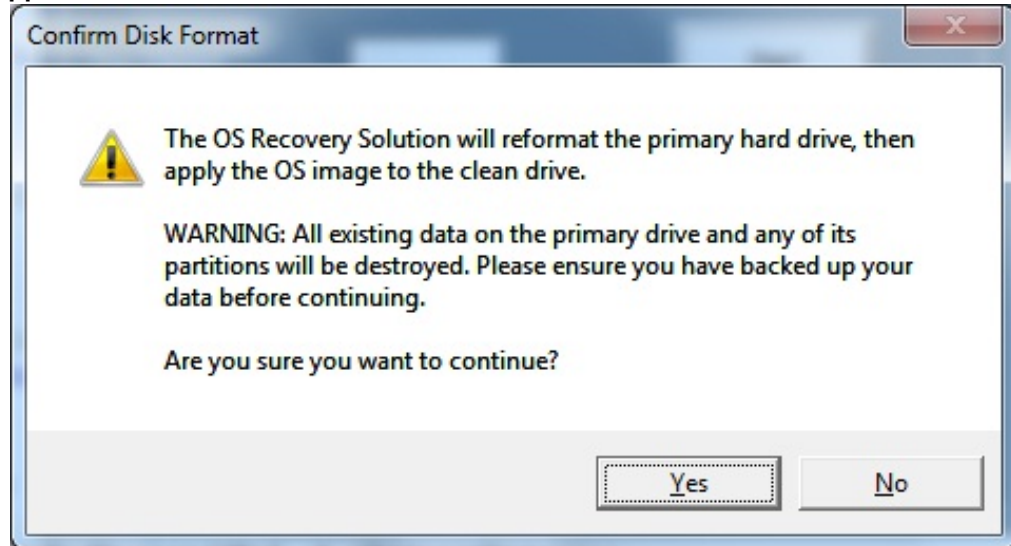 Confirm Disk Format
The OS Recovery Solution will reformat the primary hard drive, then
apply the OS image to the clean drive.
WARNING: All existing data on the primary drive and any of its
partitions will be destroyed. Please ensure you have backed up your
data before continuing.
Are you sure you want to continue?
Yes
No